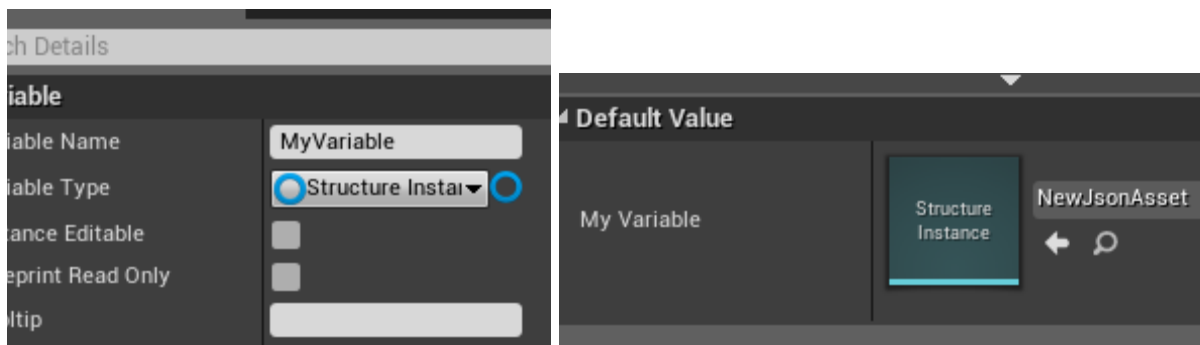 ch Details
iable
iable Name
MyVariable
iable Type
Structure Instai
tance Editable
eprint Read Only
oltip
Default Value
My Variable
Structure
Instance
NewJsonAsset